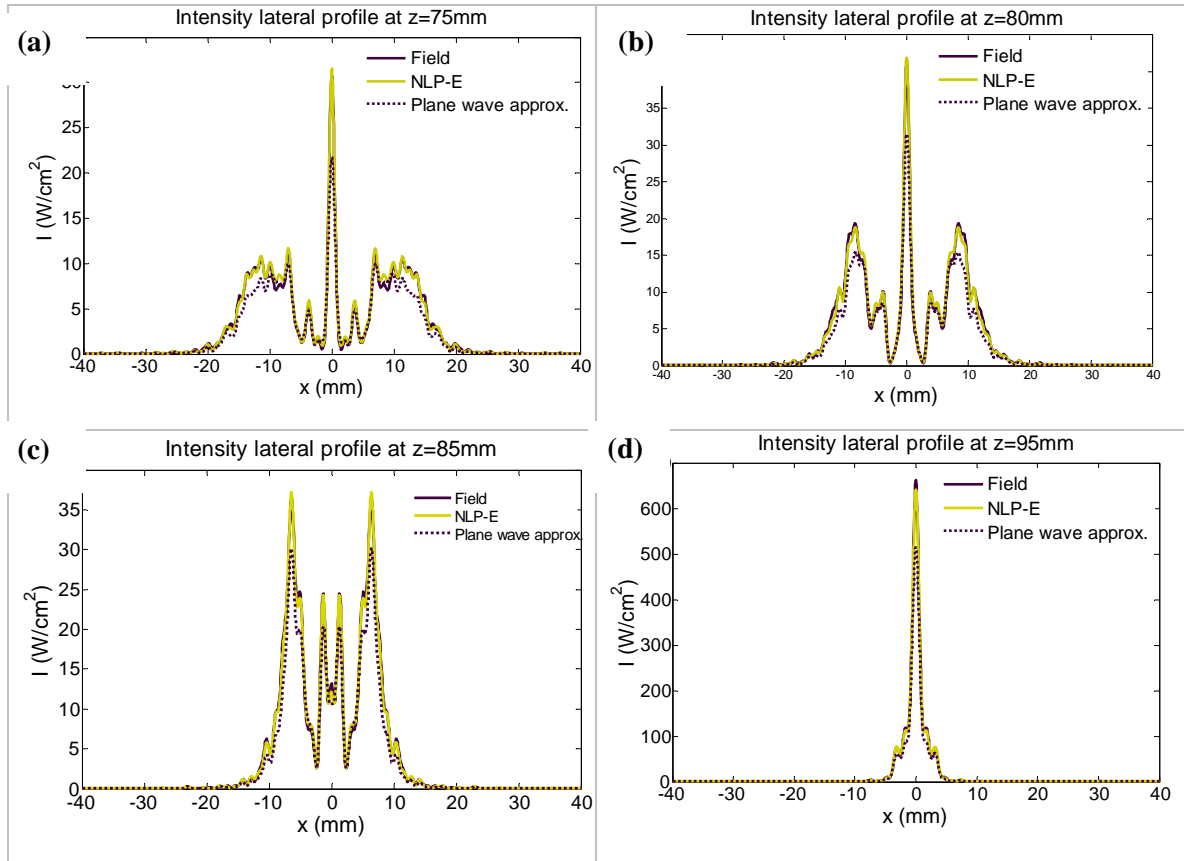 Intensity lateral profile at z=75mm
(a)
Field
NLP-E
Plane wave approx.
30
25
20
15
10
5
0
I (W/cm2)
-40 -30 -20 -10 0 10 20 30 40
x (mm)
Intensity lateral profile at z=80mm
(b)
Field
NLP-E
Plane wave approx.
40
35
30
25
20
15
10
5
0
I (W/cm2)
-40 -30 -20 -10 0 10 20 30 40
x (mm)
Intensity lateral profile at z=85mm
(c)
Field
NLP-E
Plane wave approx.
35
30
25
20
15
10
5
0
I (W/cm2)
-40 -30 -20 -10 0 10 20 30 40
x (mm)
Intensity lateral profile at z=95mm
(d)
Field
NLP-E
Plane wave approx.
700
600
500
400
300
200
100
0
I (W/cm2)
-40 -30 -20 -10 0 10 20 30 40
x (mm)